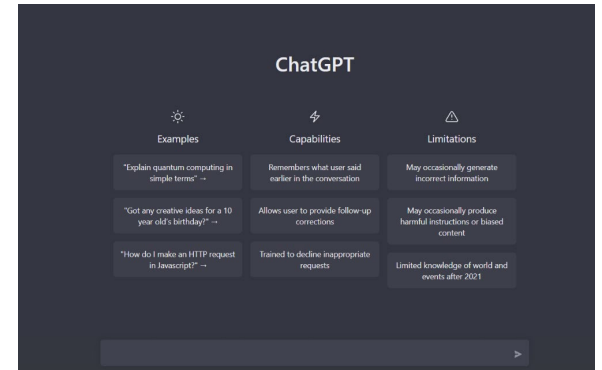 ChatGPT
Examples
"Explain quantum computing in
simple terms" →
"Got any creative ideas for a 10
year old's birthday?" →
"How do I make an HTTP request
in Javascript?" →
Capabilities
Remembers what user said
earlier in the conversation
Allows user to provide follow-up
corrections
Trained to decline inappropriate
requests
Limitations
May occasionally generate
incorrect information
May occasionally produce
harmful instructions or biased
content
Limited knowledge of world and
events after 2021